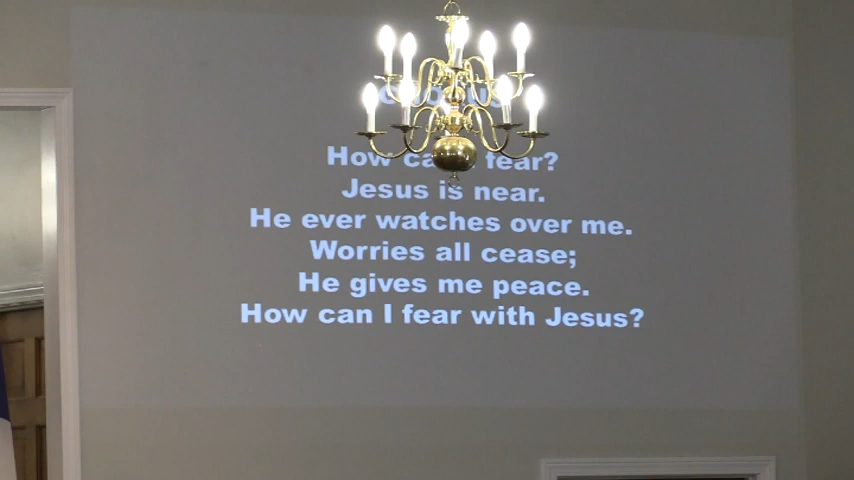 How fear?
Jesus is near.
He ever watches over me.
Worries all cease;
He gives me peace.
How can I fear with Jesus?